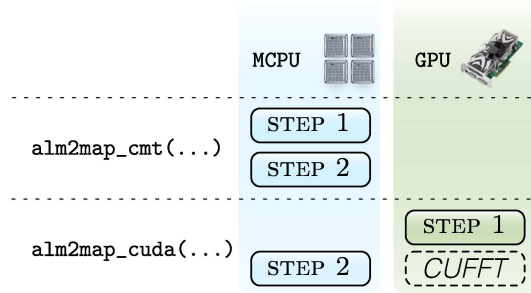 MCPU GPU
alm2map_cmt(...)
STEP 1
STEP 2
alm2map_cuda(...)
STEP 1
STEP 2 CUFFT